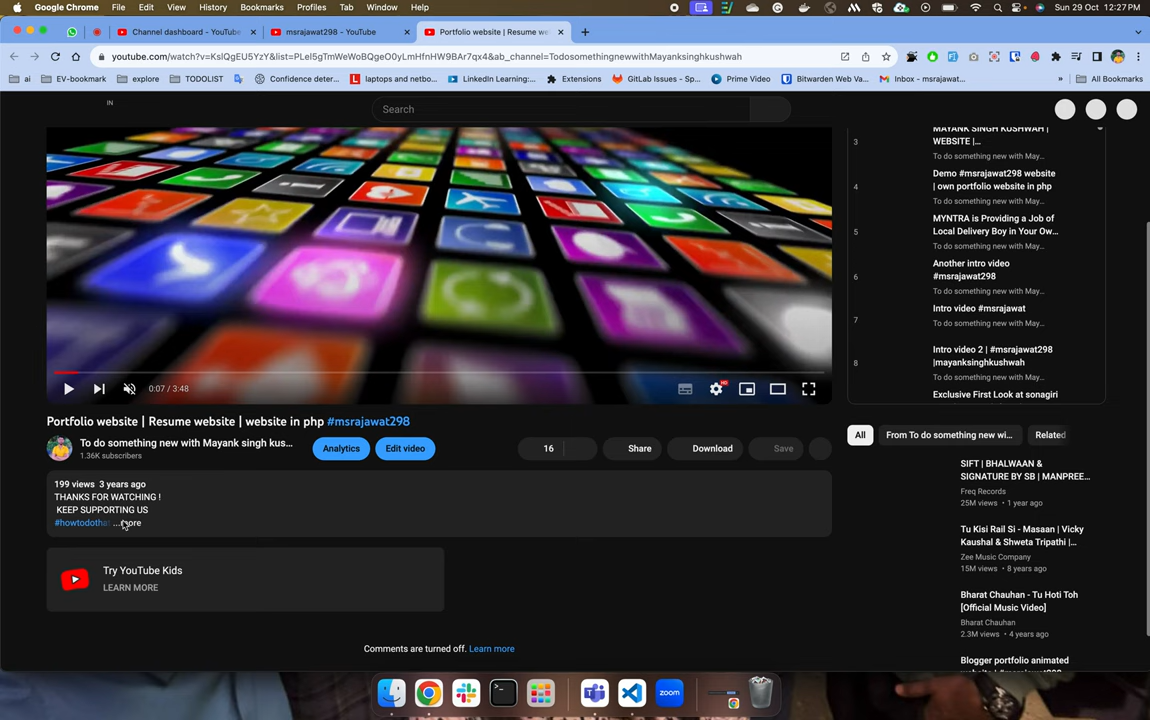 Google Chrome File Edit View History Bookmarks Profiles Tab Window Help Sun 29 Oct 12:27 PM
Channel dashboard - YouTube
msrajawat298 - YouTube
Portfolio website | Resume we
youtube.com/watch?v=KslQgEU5YzY&list=PLeI5gTmWeWoBQgeO0yLmHfnHW9BAr7qx4&ab_channel=TodosomethingnewwithMayanksinghkushwah
ai EV-bookmark explore TODOLIST Confidence deter... laptops and netbo... LinkedIn Learning:... Extensions GitLab Issues - Sp... Prime Video Bitwarden Web Va... Inbox - msrajawat... » All Bookmarks
IN
Search
0:07 / 3:48
HD
Portfolio website | Resume website | website in php #msrajawat298
To do something new with Mayank singh kus...
1.36K subscribers
Analytics
Edit video
16
Share
Download
Save
199 views 3 years ago
THANKS FOR WATCHING !
KEEP SUPPORTING US
#howtodotha ...more
Try YouTube Kids
LEARN MORE
Comments are turned off. Learn more
3
MAYANK SINGH KUSHWAH |
WEBSITE |...
To do something new with May...
4
Demo #msrajawat298 website
| own portfolio website in php
To do something new with May...
5
MYNTRA is Providing a Job of
Local Delivery Boy in Your Ow...
To do something new with May...
6
Another intro video
#msrajawat298
To do something new with May...
7
Intro video #msrajawat
To do something new with May...
8
Intro video 2 | #msrajawat298
|mayanksinghkushwah
To do something new with May...
Exclusive First Look at sonagiri
All
From To do something new wi...
Related
SIFT | BHALWAAN &
SIGNATURE BY SB | MANPREE...
Freq Records
25M views • 1 year ago
Tu Kisi Rail Si - Masaan | Vicky
Kaushal & Shweta Tripathi |...
Zee Music Company
15M views • 8 years ago
Bharat Chauhan - Tu Hoti Toh
[Official Music Video]
Bharat Chauhan
2.3M views • 4 years ago
Blogger portfolio animated
zoom